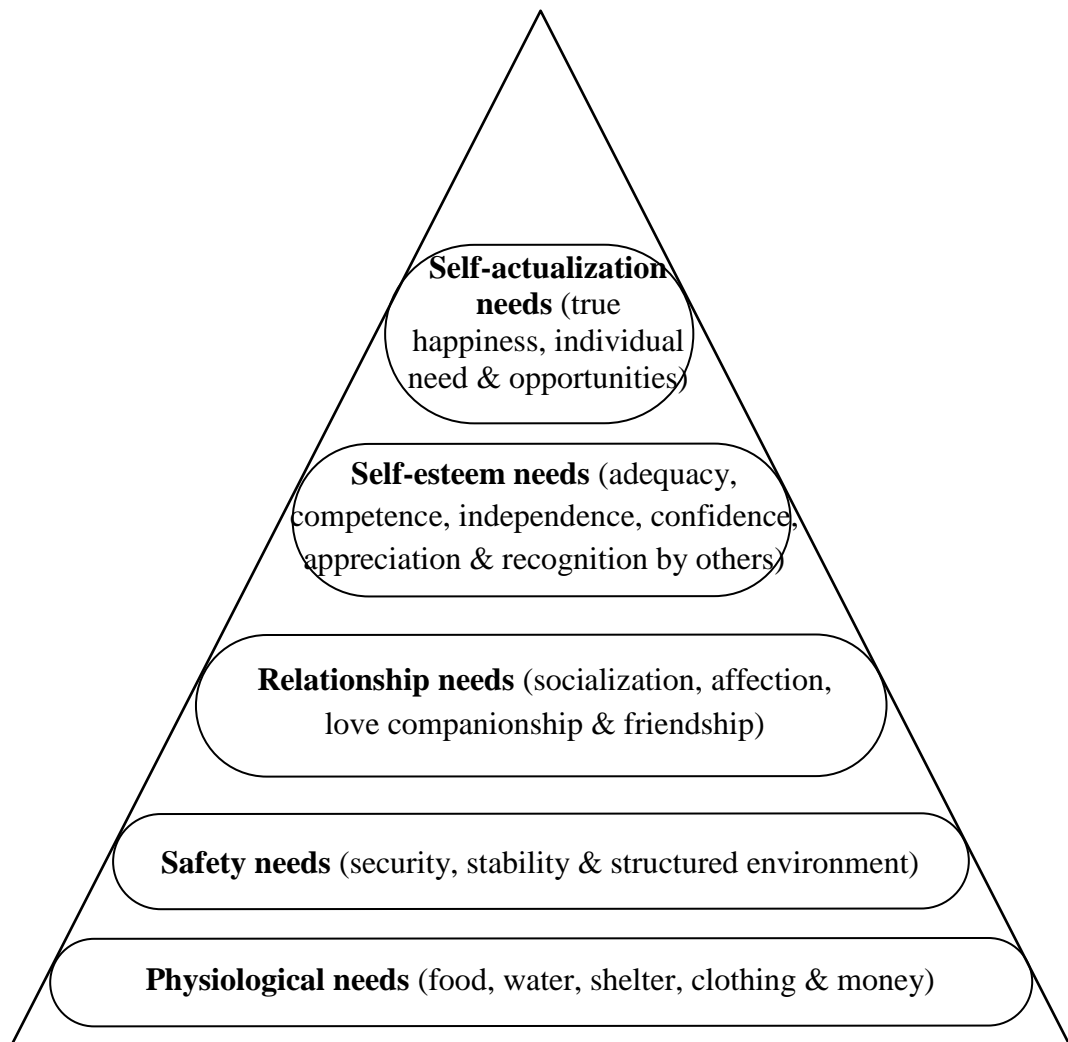 Self-actualization
needs (true
happiness, individual
need & opportunities)
Self-esteem needs (adequacy,
competence, independence, confidence,
appreciation & recognition by others)
Relationship needs (socialization, affection,
love companionship & friendship)
Safety needs (security, stability & structured environment)
Physiological needs (food, water, shelter, clothing & money)